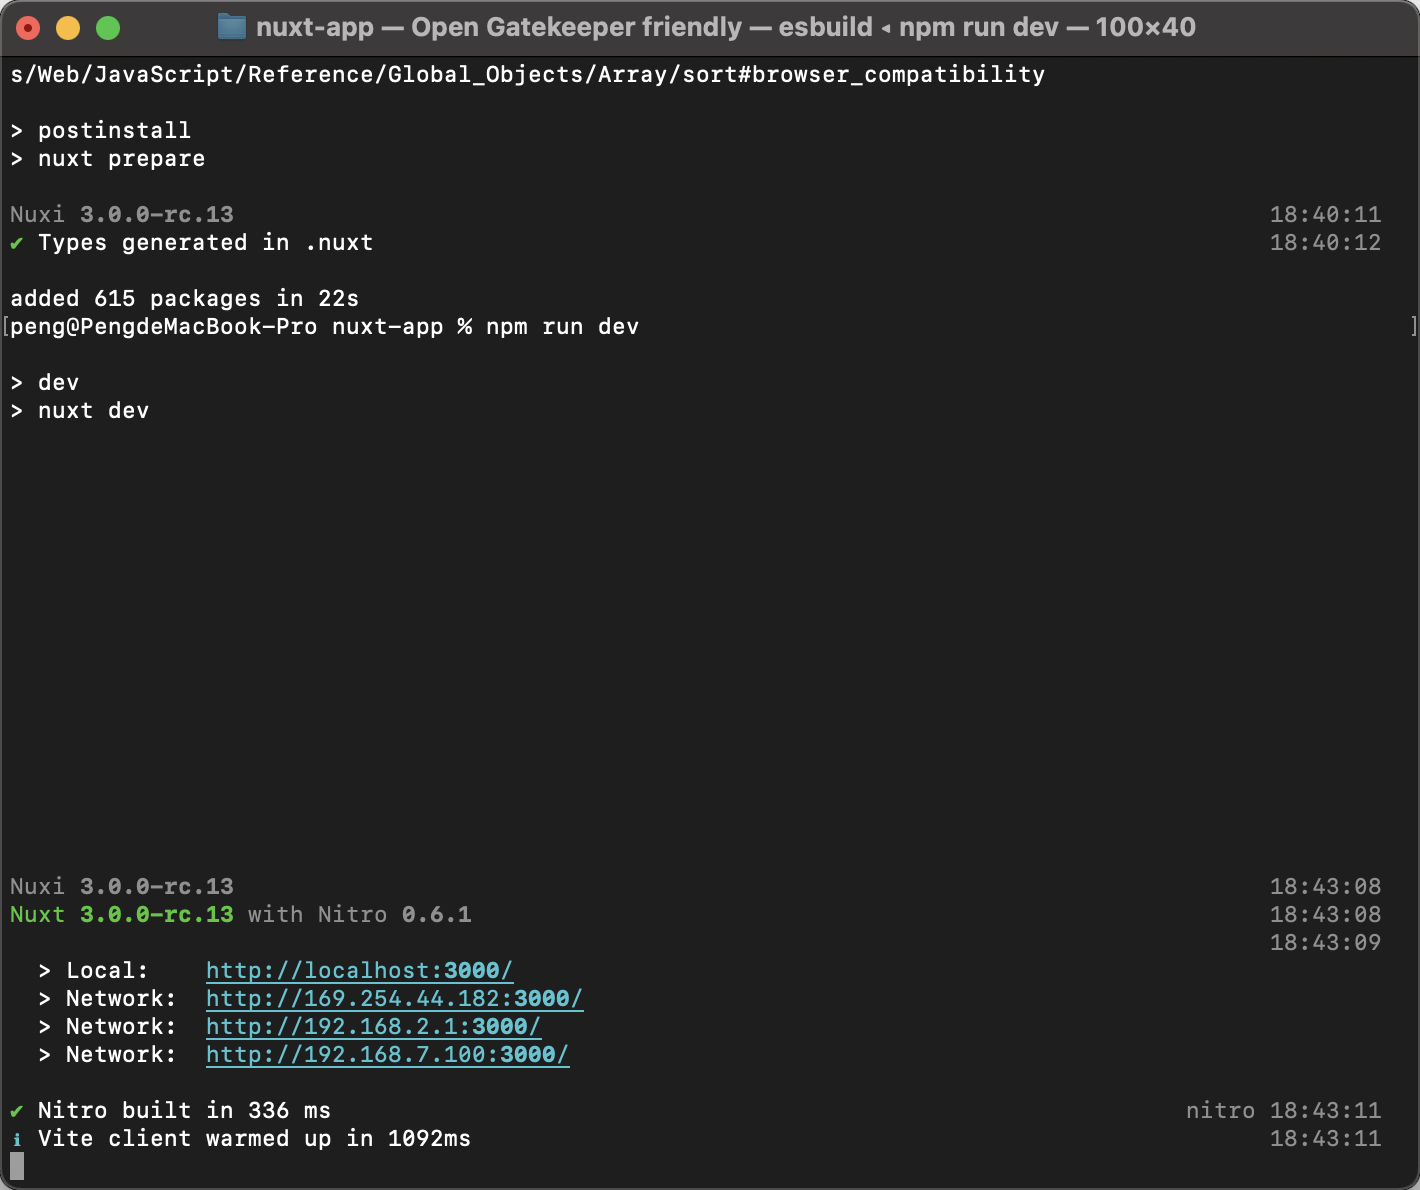 nuxt-app — Open Gatekeeper friendly — esbuild ◂ npm run dev — 100×40
s/Web/JavaScript/Reference/Global_Objects/Array/sort#browser_compatibility
> postinstall
> nuxt prepare
Nuxi 3.0.0-rc.13 18:40:11
✔ Types generated in .nuxt 18:40:12
added 615 packages in 22s
[peng@PengdeMacBook-Pro nuxt-app % npm run dev ]
> dev
> nuxt dev
Nuxi 3.0.0-rc.13 18:43:08
Nuxt 3.0.0-rc.13 with Nitro 0.6.1 18:43:08
18:43:09
> Local: http://localhost:3000/
> Network: http://169.254.44.182:3000/
> Network: http://192.168.2.1:3000/
> Network: http://192.168.7.100:3000/
✔ Nitro built in 336 ms nitro 18:43:11
ℹ Vite client warmed up in 1092ms 18:43:11